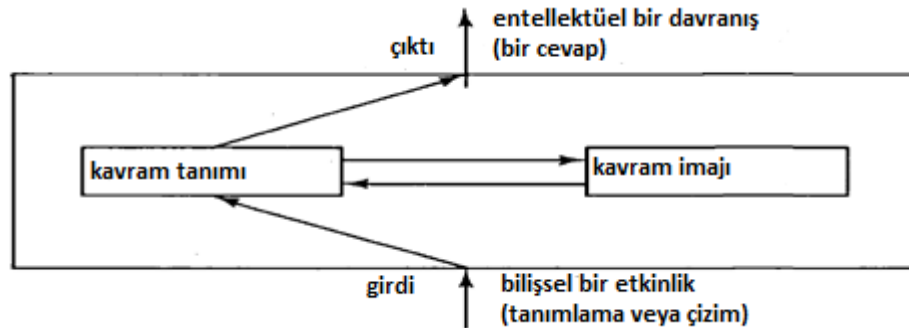 entellektüel bir davranış
çıktı
(bir cevap)
kavram tanımı
kavram imajı
girdi
bilişsel bir etkinlik
(tanımlama veya çizim)